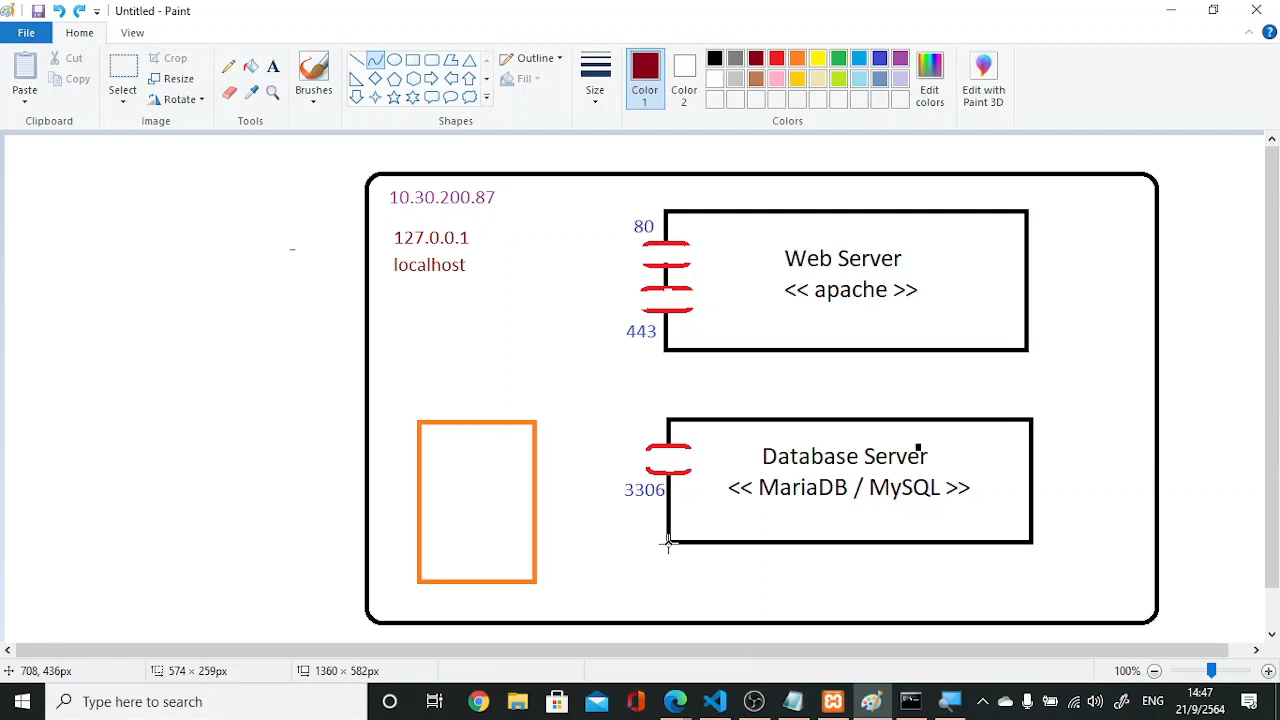 Untitled - Paint
File
Home
View
Paste
Cut
Copy
Clipboard
Select
Crop
Resize
Rotate
Image
Tools
Brushes
Outline
Fill
Shapes
Size
Color 1
Color 2
Edit colors
Colors
Edit with Paint 3D
10.30.200.87
127.0.0.1
localhost
80
443
Web Server
<< apache >>
3306
Database Server
<< MariaDB / MySQL >>
708, 436px
574 × 259px
1360 × 582px
100%
Type here to search
ENG
14:47
21/9/2564